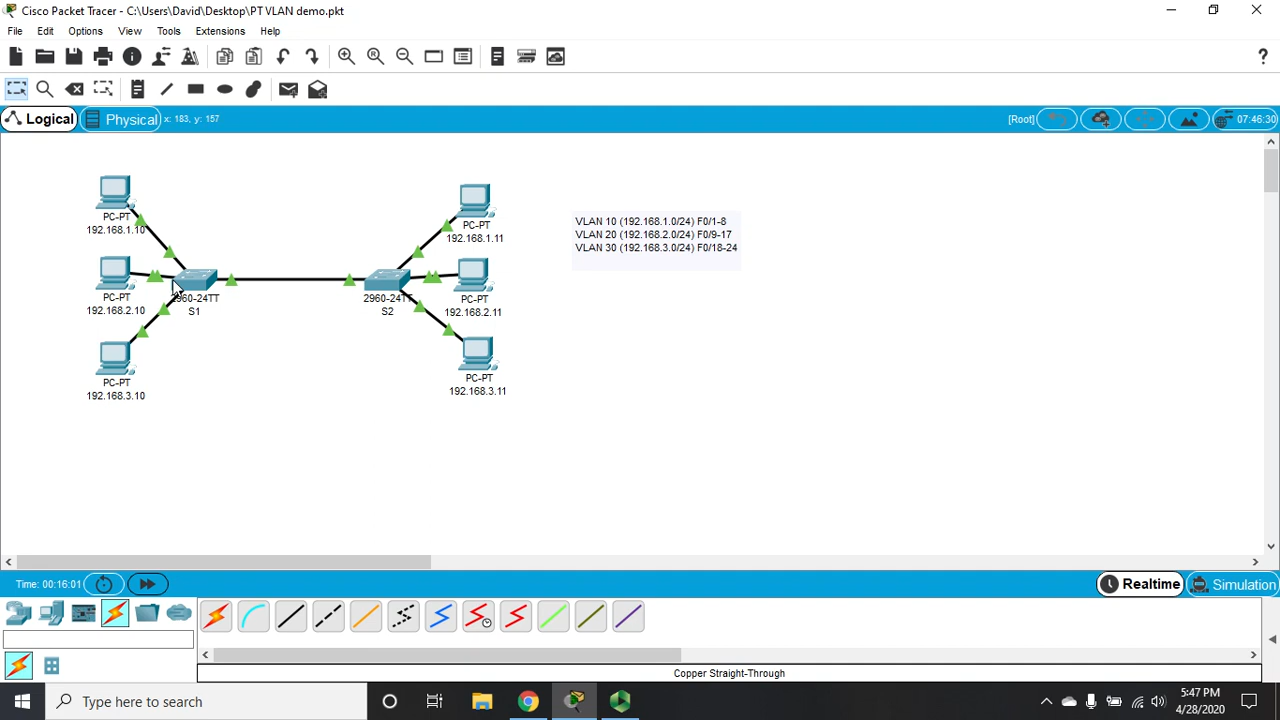 Cisco Packet Tracer - C:\Users\David\Desktop\PT VLAN demo.pkt
File Edit Options View Tools Extensions Help
Logical Physical x: 183, y: 157 [Root] 07:46:30
PC-PT
192.168.1.10
PC-PT
192.168.2.10
PC-PT
192.168.3.10
2960-24TT
S1
2960-24TT
S2
PC-PT
192.168.1.11
PC-PT
192.168.2.11
PC-PT
192.168.3.11
VLAN 10 (192.168.1.0/24) F0/1-8
VLAN 20 (192.168.2.0/24) F0/9-17
VLAN 30 (192.168.3.0/24) F0/18-24
Time: 00:16:01 Realtime Simulation
Copper Straight-Through
Type here to search
5:47 PM
4/28/2020